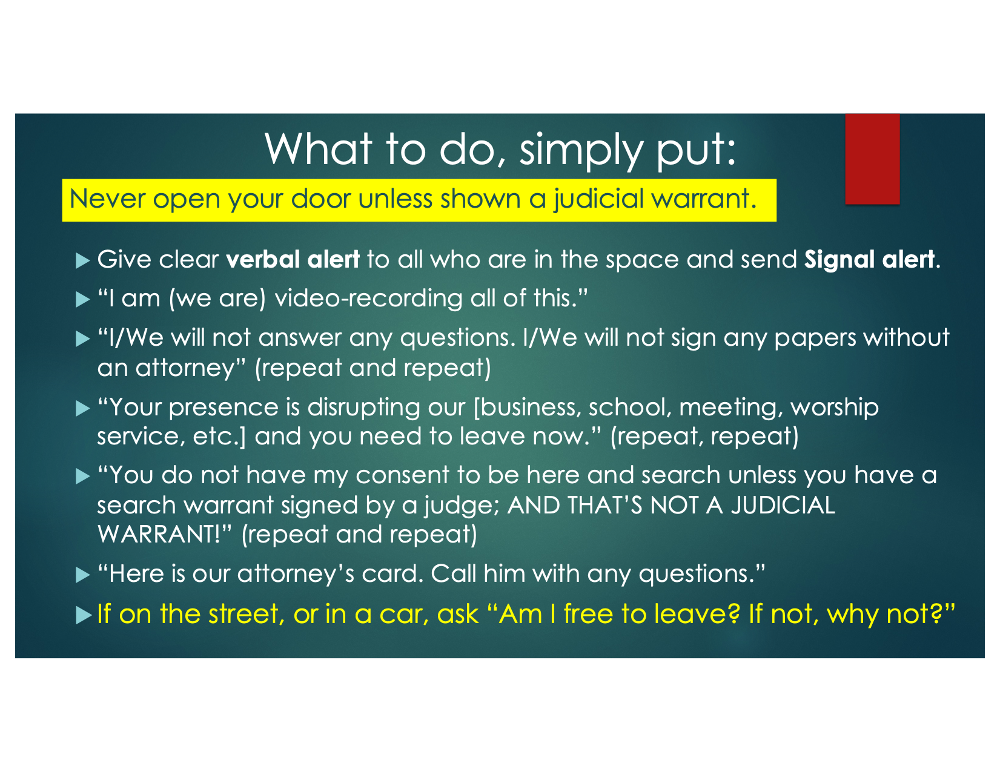 What to do, simply put:
Never open your door unless shown a judicial warrant.
Give clear verbal alert to all who are in the space and send Signal alert.
“I am (we are) video-recording all of this.”
“I/We will not answer any questions. I/We will not sign any papers without
an attorney” (repeat and repeat)
“Your presence is disrupting our [business, school, meeting, worship
service, etc.] and you need to leave now.” (repeat, repeat)
“You do not have my consent to be here and search unless you have a
search warrant signed by a judge; AND THAT’S NOT A JUDICIAL
WARRANT!” (repeat and repeat)
“Here is our attorney’s card. Call him with any questions.”
If on the street, or in a car, ask “Am I free to leave? If not, why not?”